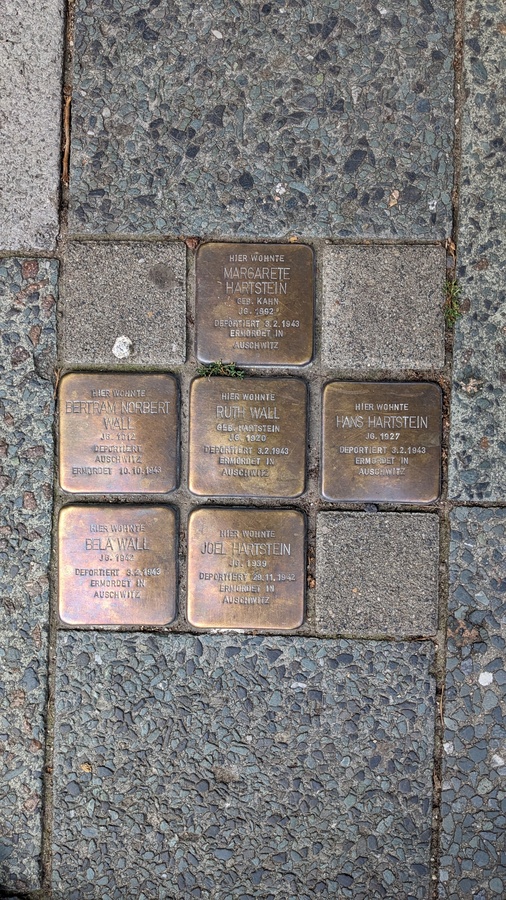 HIER WOHNTE
MARGARETE
HARTSTEIN
GEB. KAHN
JG. 1892
DEPORTIERT 3.2.1943
ERMORDET IN
AUSCHWITZ
HIER WOHNTE
BERTRAM NORBERT
WALL
JG. 1912
DEPORTIERT
AUSCHWITZ
ERMORDET 10.10.1943
HIER WOHNTE
RUTH WALL
GEB. HARTSTEIN
JG. 1920
DEPORTIERT 3.2.1943
ERMORDET IN
AUSCHWITZ
HIER WOHNTE
HANS HARTSTEIN
JG. 1927
DEPORTIERT 3.2.1943
ERMORDET IN
AUSCHWITZ
HIER WOHNTE
BELA WALL
JG. 1942
DEPORTIERT 3.2.1943
ERMORDET IN
AUSCHWITZ
HIER WOHNTE
JOEL HARTSTEIN
JG. 1939
DEPORTIERT 29.11.1942
ERMORDET IN
AUSCHWITZ